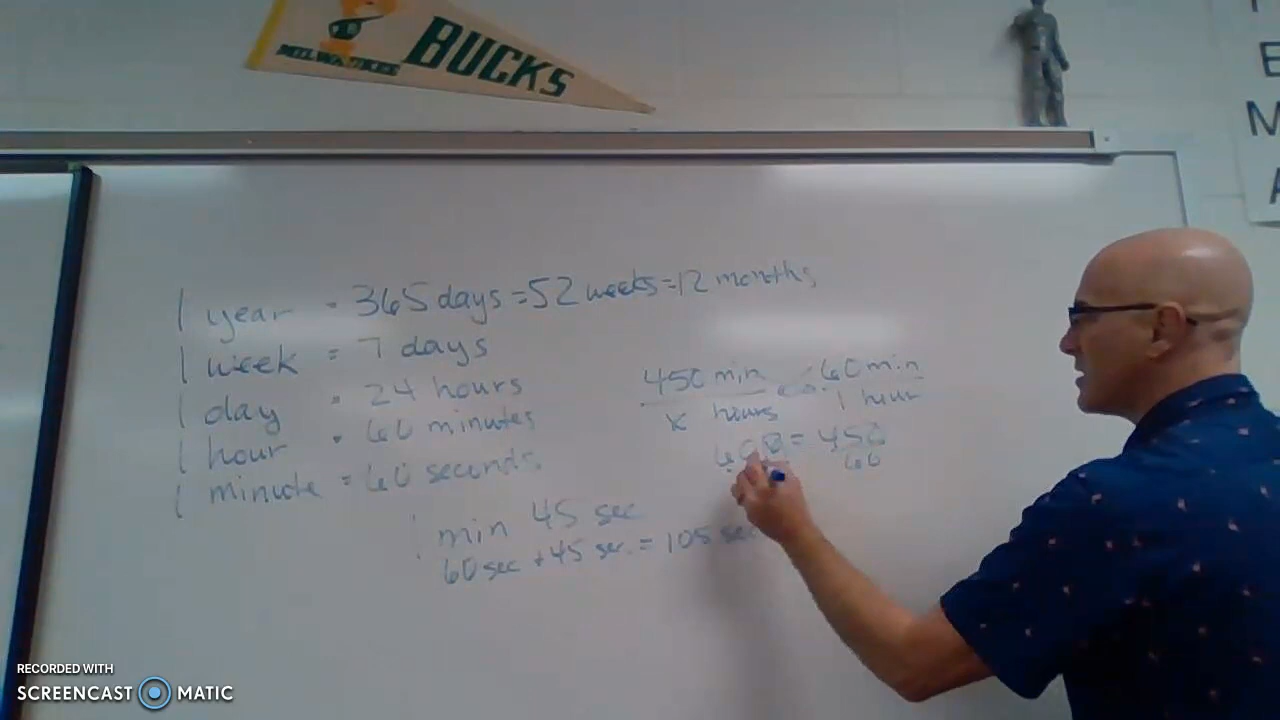 MILWAUKEE BUCKS
E
M
A
1 year = 365 days = 52 weeks = 12 months
1 week = 7 days
1 day = 24 hours
1 hour = 60 minutes
1 minute = 60 seconds
450 min 60 min
x hours 1 hour
= 450
60
1 min 45 sec
60 sec + 45 sec = 105 sec
RECORDED WITH
SCREENCAST MATIC